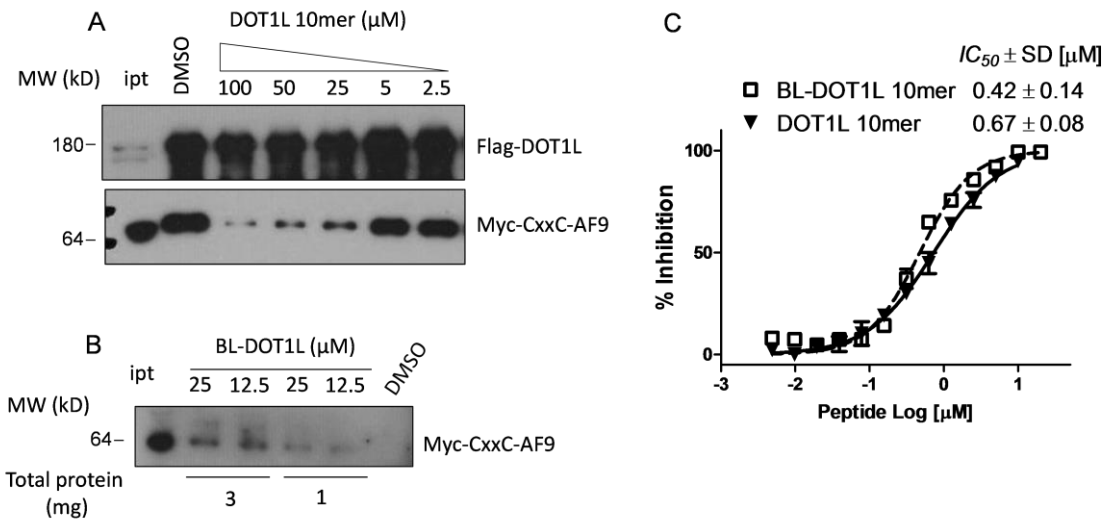 A
DOT1L 10mer (μM)
MW (kD)
ipt
DMSO
100 50 25 5 2.5
180–
Flag-DOT1L
64–
Myc-CxxC-AF9
B
BL-DOT1L (μM)
ipt
25 12.5 25 12.5
DMSO
MW (kD)
64–
Myc-CxxC-AF9
Total protein
(mg)
3 1
C
IC50 ± SD [μM]
BL-DOT1L 10mer 0.42 ± 0.14
DOT1L 10mer 0.67 ± 0.08
100
50
0
% Inhibition
-3 -2 -1 0 1
Peptide Log [μM]